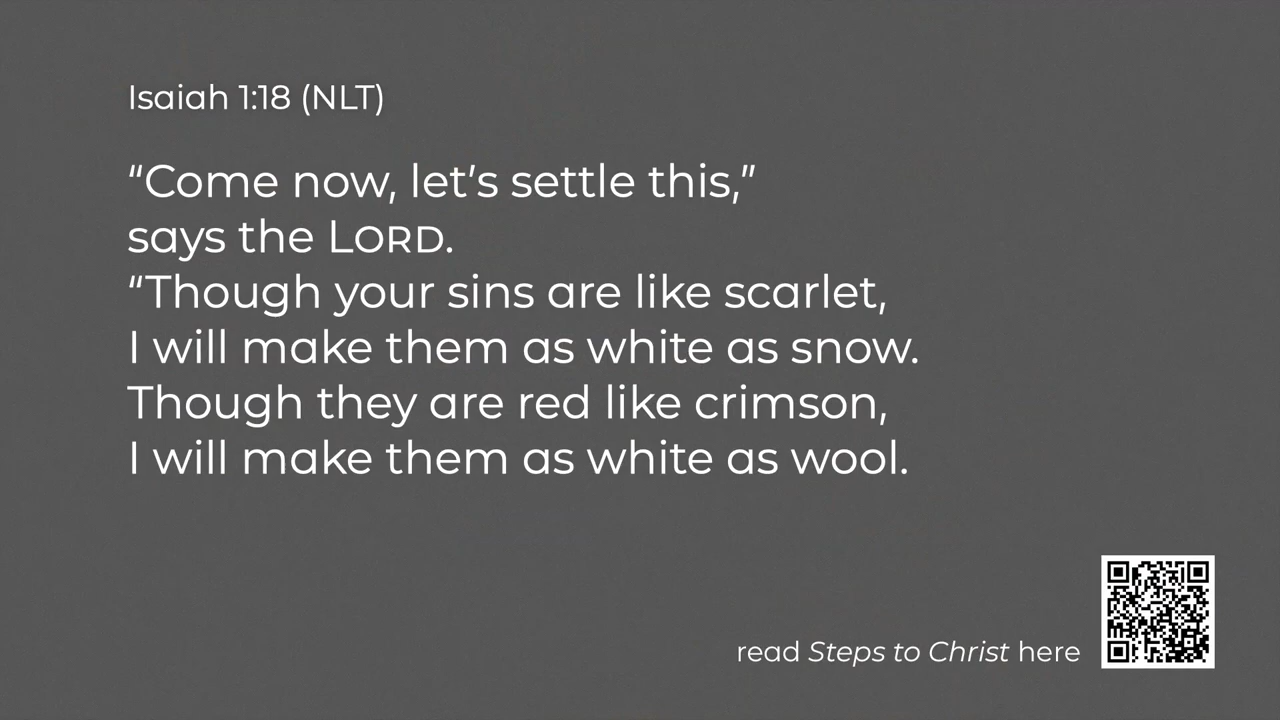 Isaiah 1:18 (NLT)
“Come now, let’s settle this,”
says the LORD.
“Though your sins are like scarlet,
I will make them as white as snow.
Though they are red like crimson,
I will make them as white as wool.
read Steps to Christ here